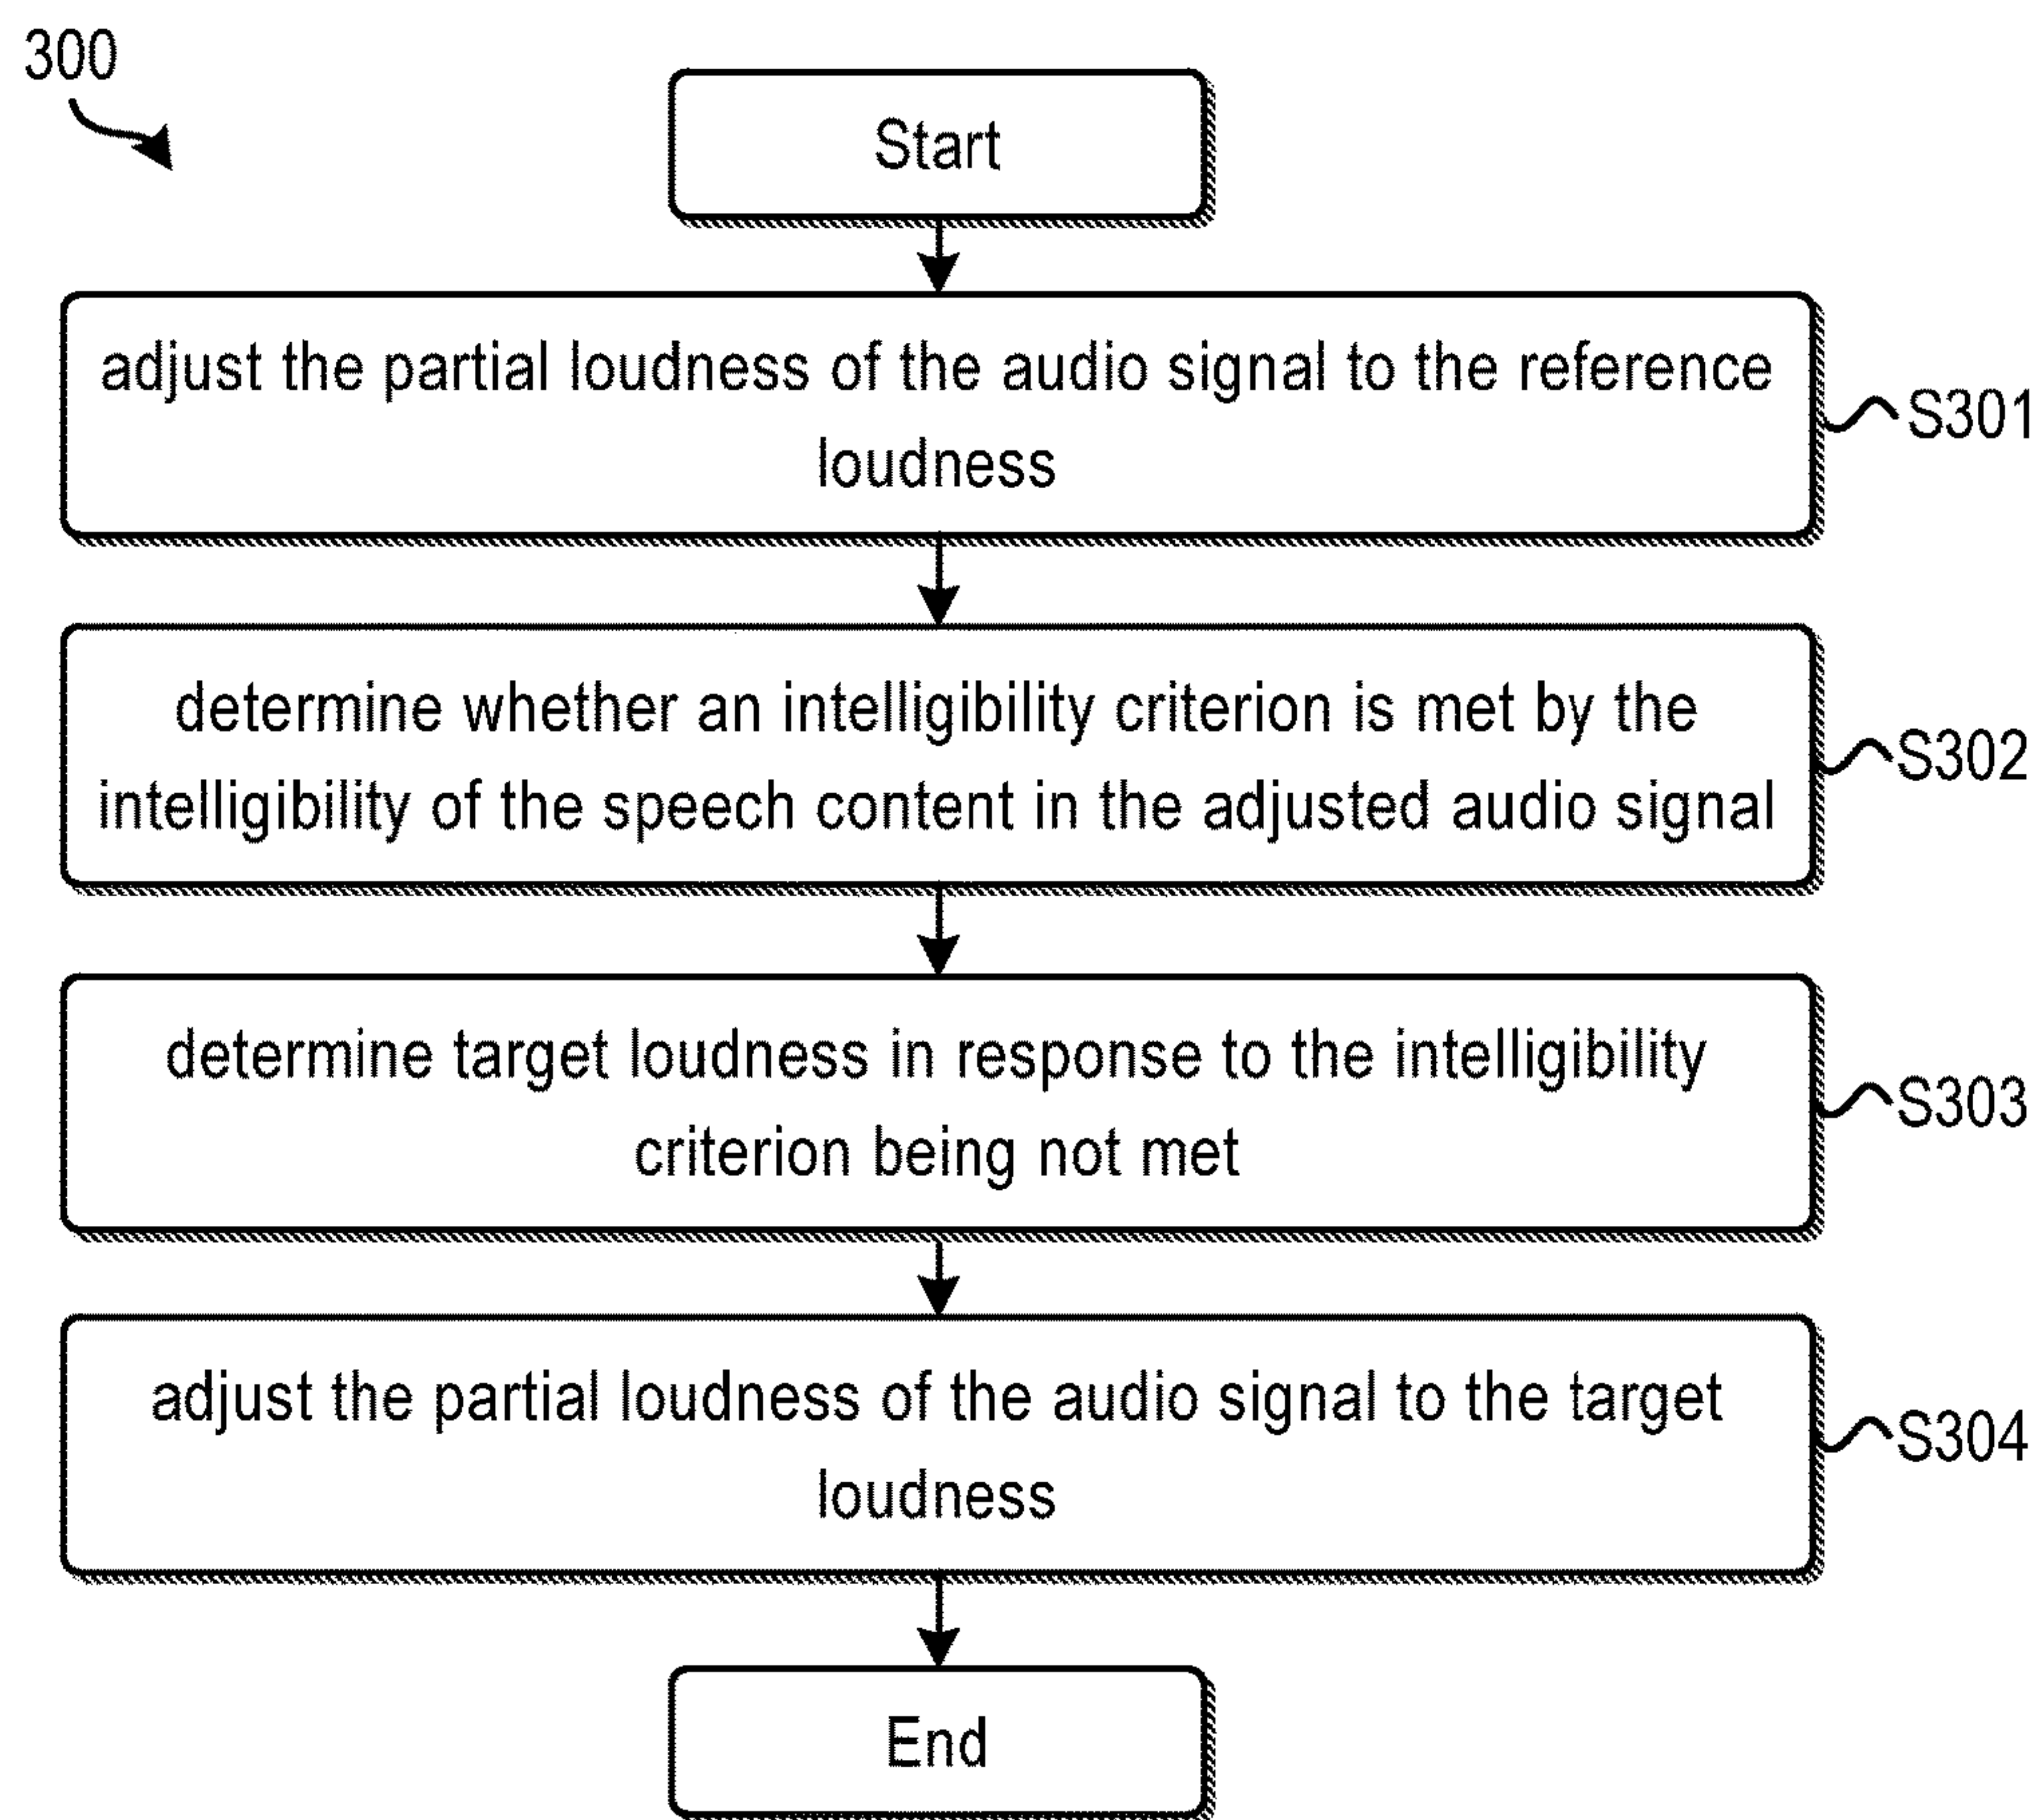 300
Start
adjust the partial loudness of the audio signal to the reference
loudness
S301
determine whether an intelligibility criterion is met by the
intelligibility of the speech content in the adjusted audio signal
S302
determine target loudness in response to the intelligibility
criterion being not met
S303
adjust the partial loudness of the audio signal to the target
loudness
S304
End